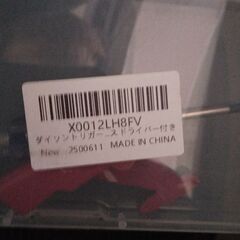 X0012LH8FV
ダイソントリガー...スドライバー付き
New 2500611 MADE IN CHINA